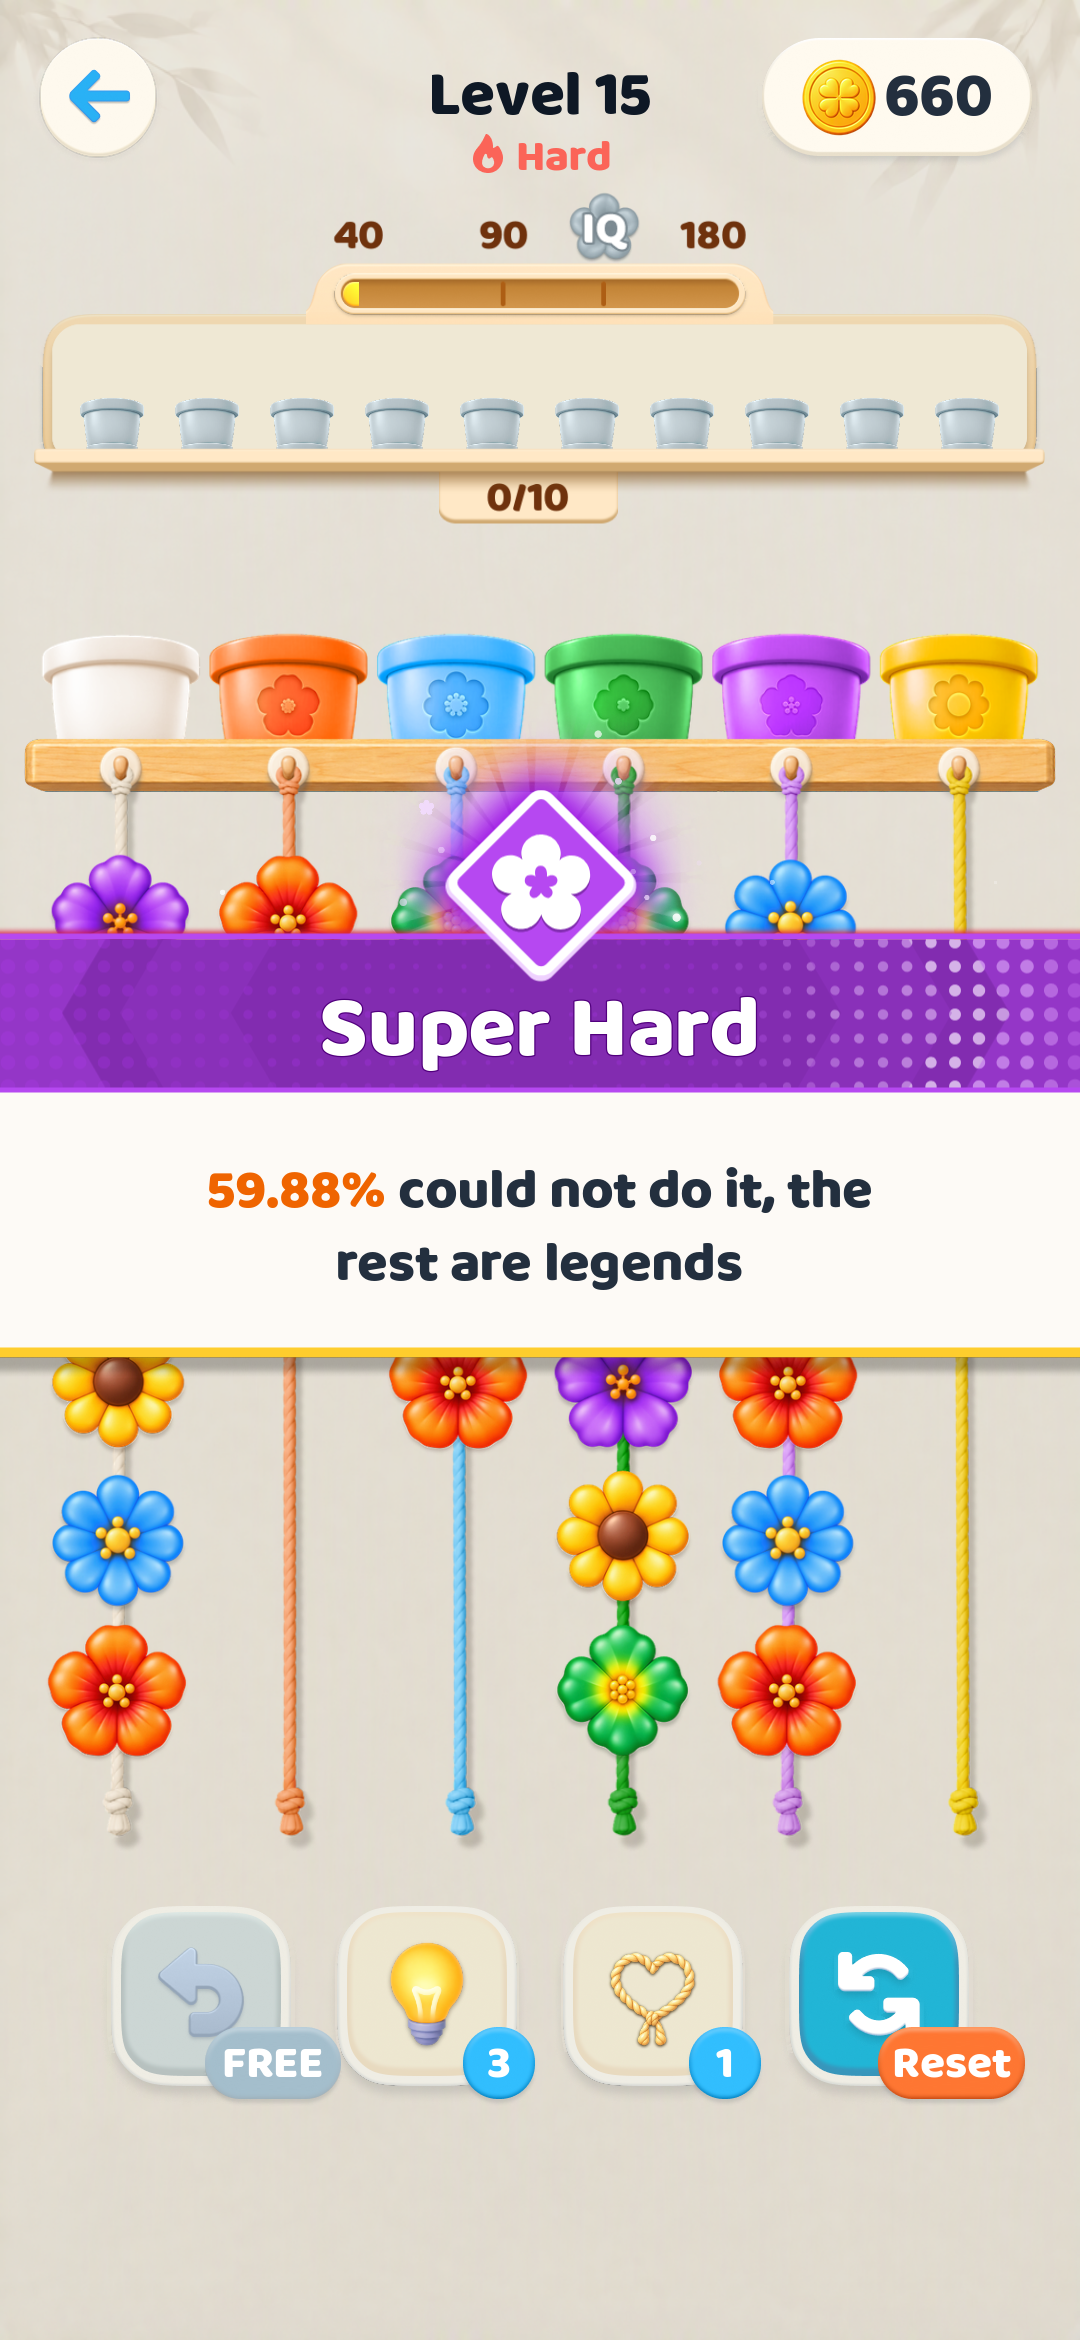 Level 15
660
Hard
40 90 IQ 180
0/10
Super Hard
59.88% could not do it, the
rest are legends
FREE
3
1
Reset